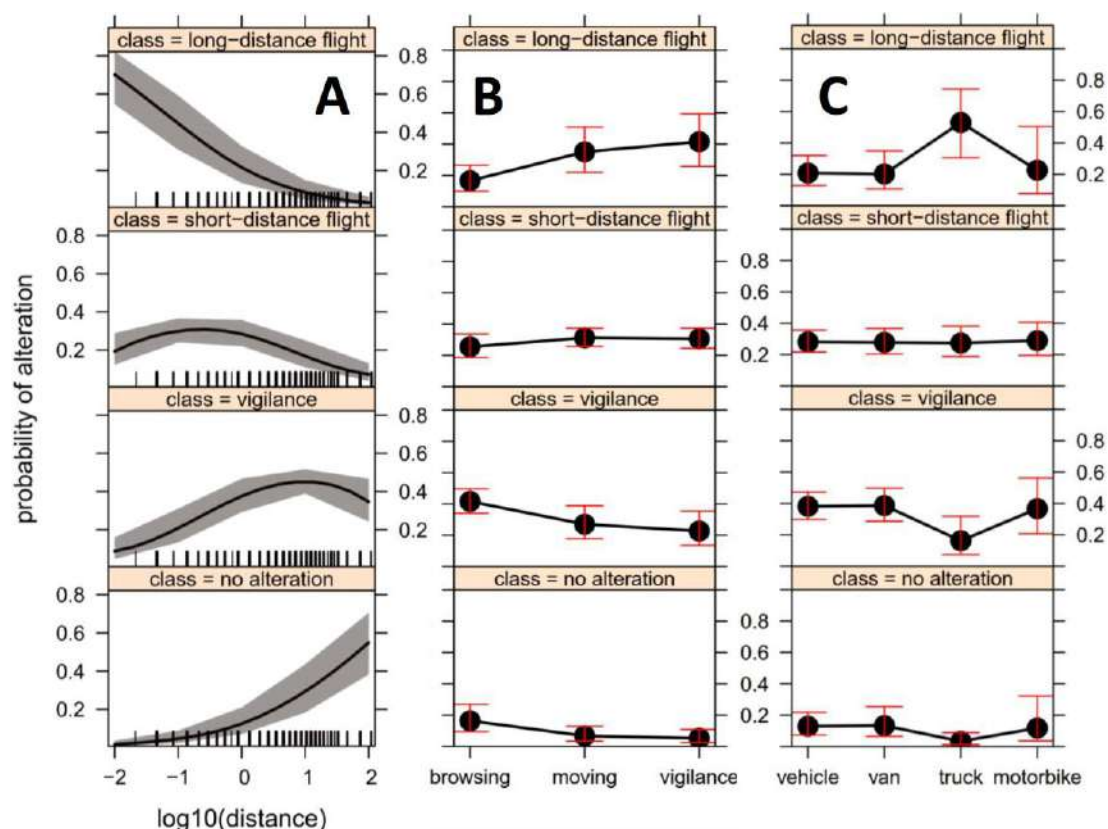 class = long-distance flight
class = long-distance flight
class = long-distance flight
A
B
C
0.8
0.6
0.4
0.2
0.8
0.6
0.4
0.2
class = short-distance flight
class = short-distance flight
class = short-distance flight
0.8
0.6
0.4
0.2
0.8
0.6
0.4
0.2
0.8
0.6
0.4
0.2
class = vigilance
class = vigilance
class = vigilance
0.8
0.6
0.4
0.2
0.8
0.6
0.4
0.2
class = no alteration
class = no alteration
class = no alteration
0.8
0.6
0.4
0.2
0.8
0.6
0.4
0.2
0.8
0.6
0.4
0.2
probability of alteration
−2 −1 0 1 2
browsing moving vigilance
vehicle van truck motorbike
log10(distance)